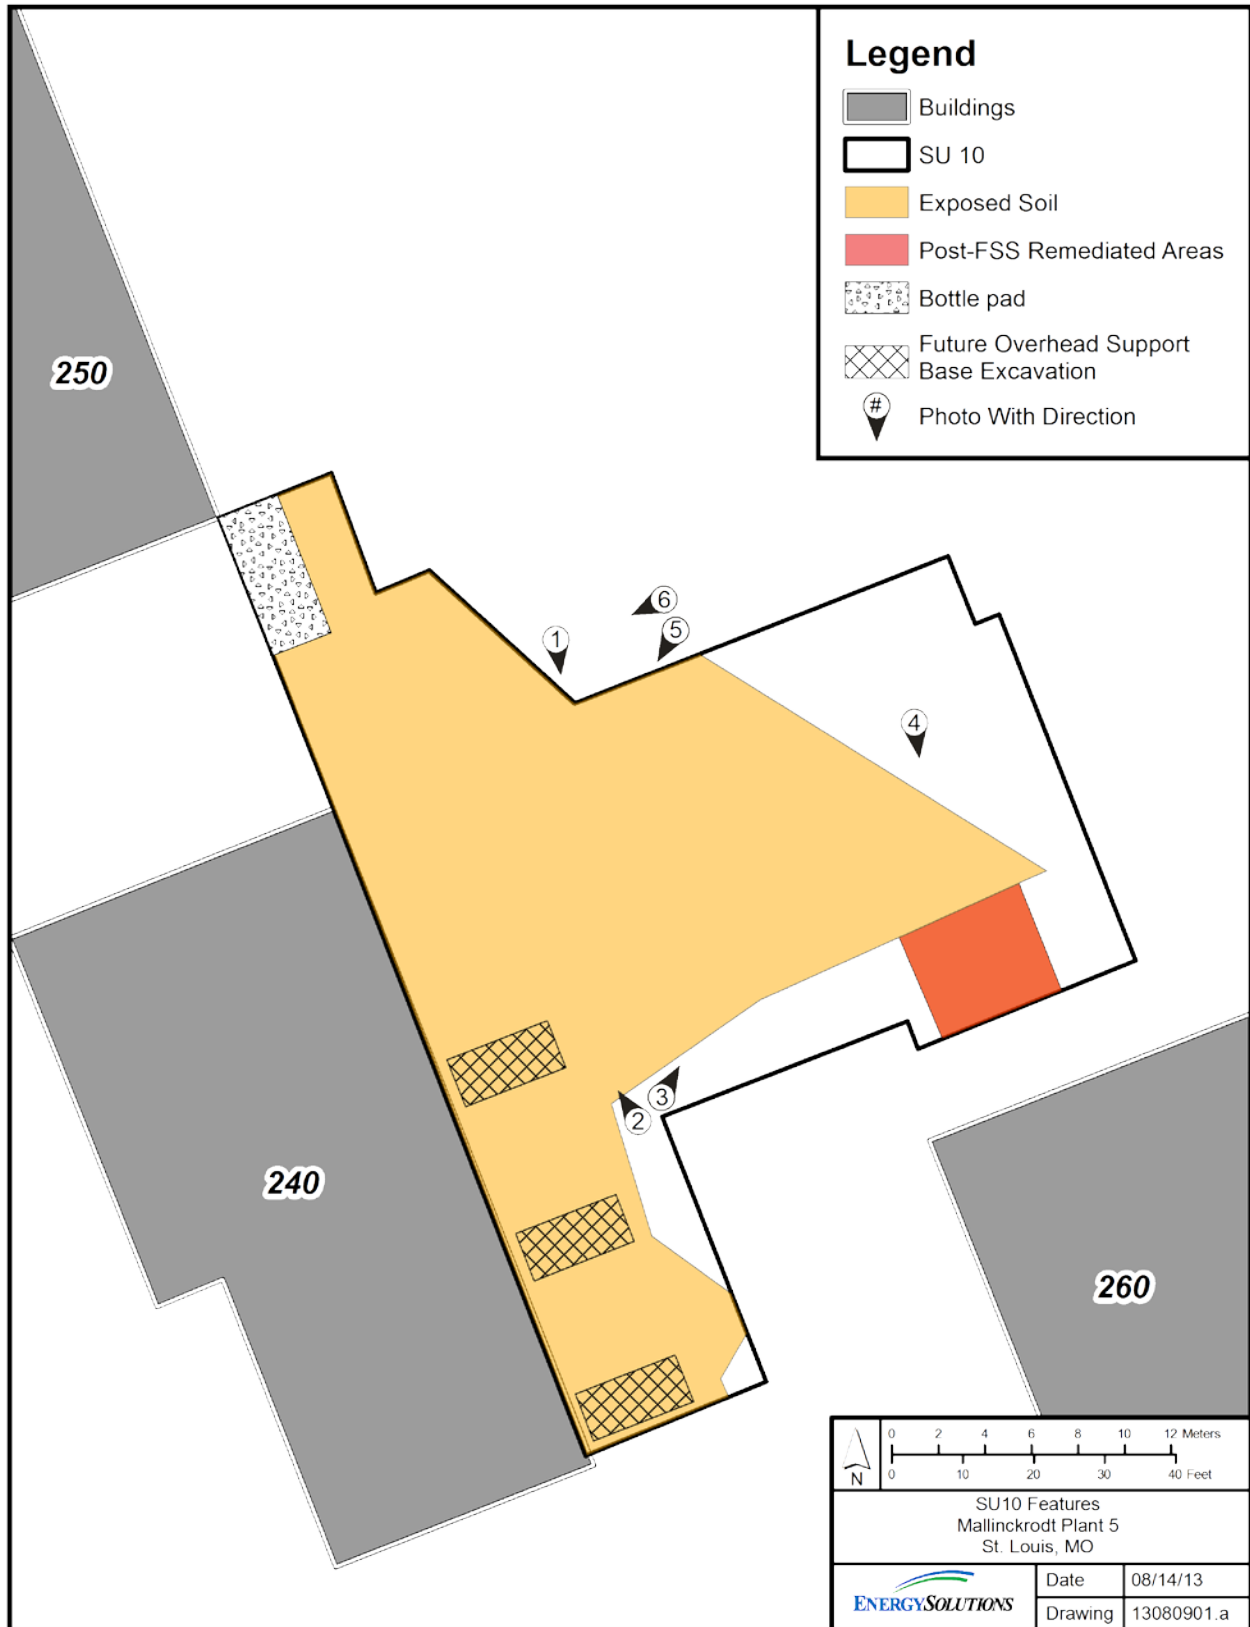 Legend
Buildings
SU 10
Exposed Soil
Post-FSS Remediated Areas
Bottle pad
Future Overhead Support
Base Excavation
#
Photo With Direction
250
6
5
1
4
3
2
240
260
0 2 4 6 8 10 12 Meters
0 10 20 30 40 Feet
N
SU10 Features
Mallinckrodt Plant 5
St. Louis, MO
ENERGYSOLUTIONS
Date 08/14/13
Drawing 13080901.a